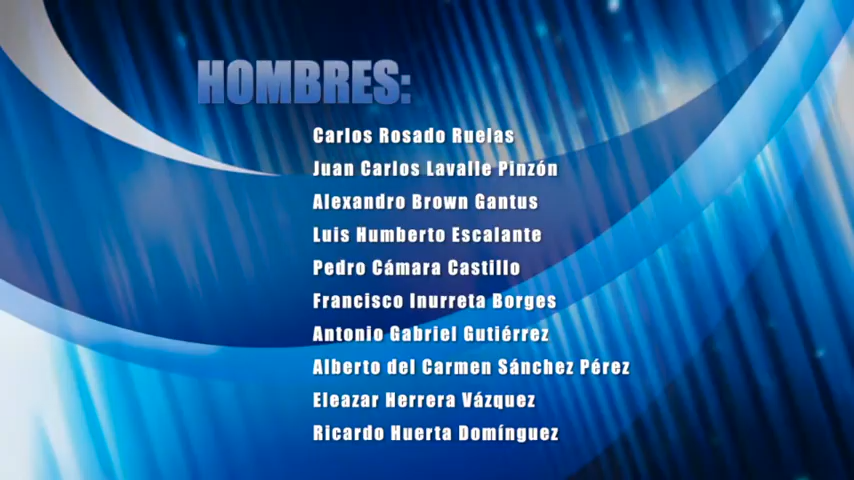 HOMBRES:
Carlos Rosado Ruelas
Juan Carlos Lavalle Pinzón
Alexandro Brown Gantus
Luis Humberto Escalante
Pedro Cámara Castillo
Francisco Inurreta Borges
Antonio Gabriel Gutiérrez
Alberto del Carmen Sánchez Pérez
Eleazar Herrera Vázquez
Ricardo Huerta Domínguez